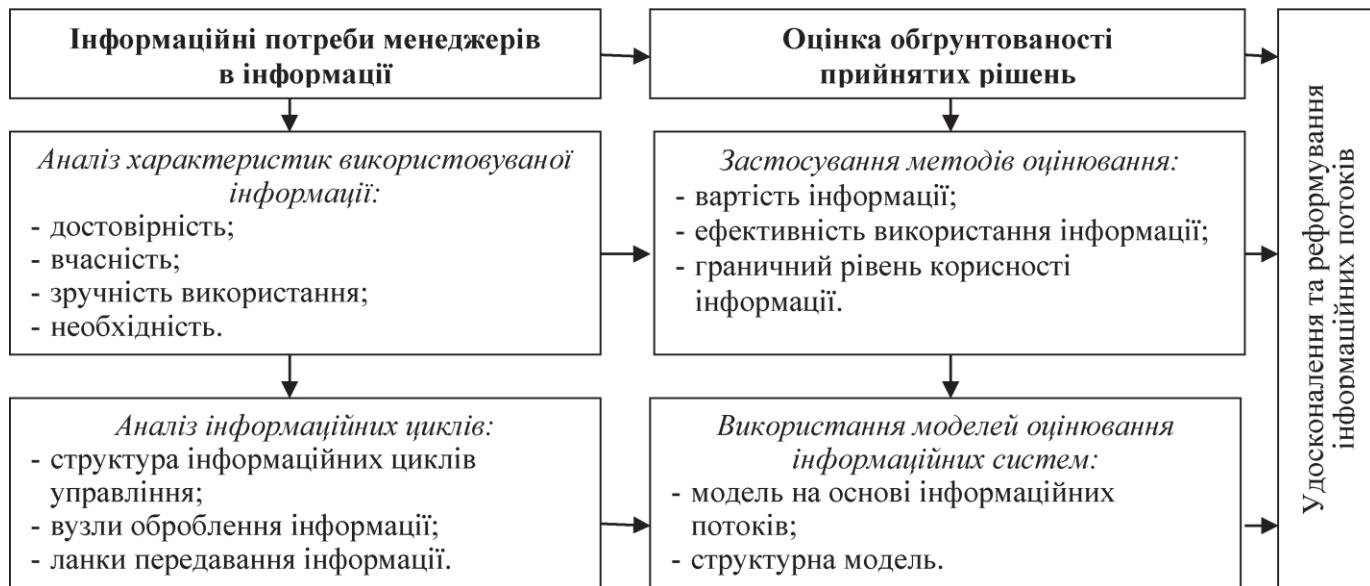 Інформаційні потреби менеджерів
в інформації
Оцінка обґрунтованості
прийнятих рішень
Аналіз характеристик використовуваної
інформації:
- достовірність;
- вчасність;
- зручність використання;
- необхідність.
Застосування методів оцінювання:
- вартість інформації;
- ефективність використання інформації;
- граничний рівень корисності
інформації.
Аналіз інформаційних циклів:
- структура інформаційних циклів
управління;
- вузли оброблення інформації;
- ланки передавання інформації.
Використання моделей оцінювання
інформаційних систем:
- модель на основі інформаційних
потоків;
- структурна модель.
Удосконалення та реформування
інформаційних потоків